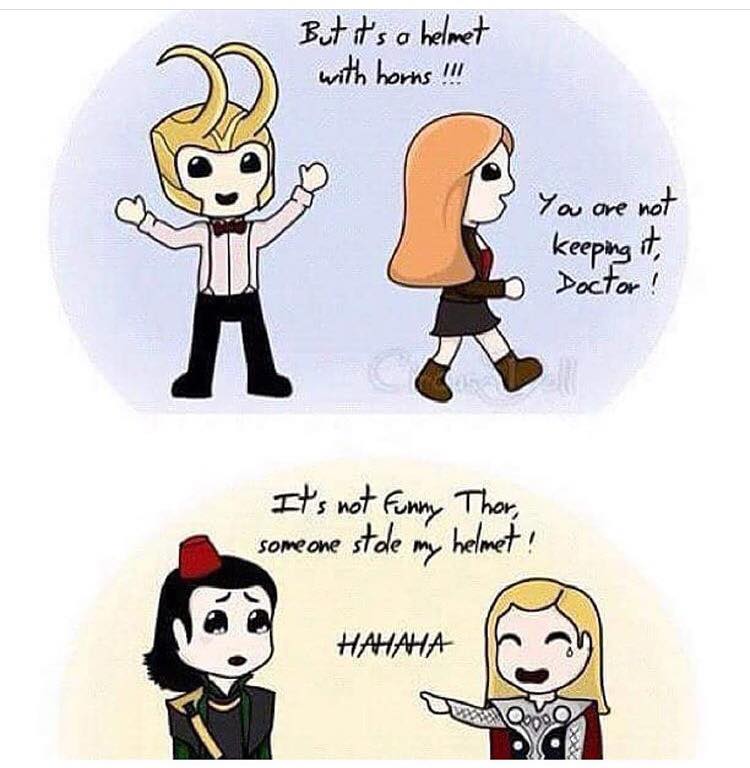 But it's a helmet
with horns !!!
You are not
keeping it,
Doctor !
It's not funny Thor,
someone stole my helmet !
HAHAHA